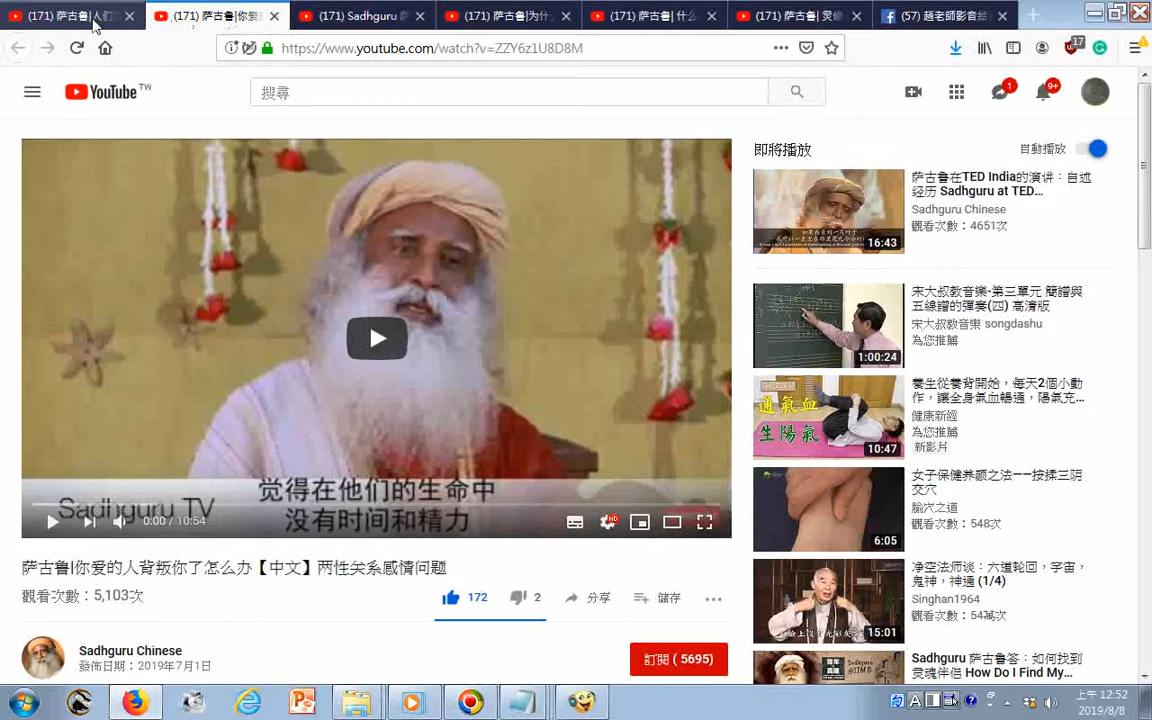 (171) 萨古鲁|人们
(171) 萨古鲁|你爱
(171) Sadhguru 萨
(171) 萨古鲁|为什
(171) 萨古鲁| 什么
(171) 萨古鲁| 灵修
(57) 趙老師影音
https://www.youtube.com/watch?v=ZZY6z1U8D8M
17
YouTube TW
搜尋
1
9+
即將播放
自動播放
萨古鲁在TED India的演讲：自述
经历 Sadhguru at TED...
Sadhguru Chinese
觀看次數：4651次
16:43
宋大叔教音樂-第三單元 簡譜與
五線譜的彈奏(四) 高清版
宋大叔教音樂 songdashu
為您推薦
1:00:24
養生從養背開始，每天2個小動
作，讓全身氣血暢通，陽氣充...
健康新經
為您推薦
新影片
通氣血
生陽氣
10:47
女子保健养颜之法——按揉三阴
交穴
腧穴之道
觀看次數：548次
6:05
净空法师谈：六道轮回，宇宙，
鬼神，神通 (1/4)
Singhan1964
觀看次數：54萬次
15:01
Sadhguru 萨古鲁答：如何找到
灵魂伴侣 How Do I Find My...
Sadhguru TV
觉得在他们的生命中
没有时间和精力
0:00 / 10:54
HD
萨古鲁|你爱的人背叛你了怎么办【中文】两性关系感情问题
觀看次數：5,103次
172
2
分享
儲存
Sadhguru Chinese
發佈日期：2019年7月1日
訂閱 ( 5695)
上午 12:52
2019/8/8